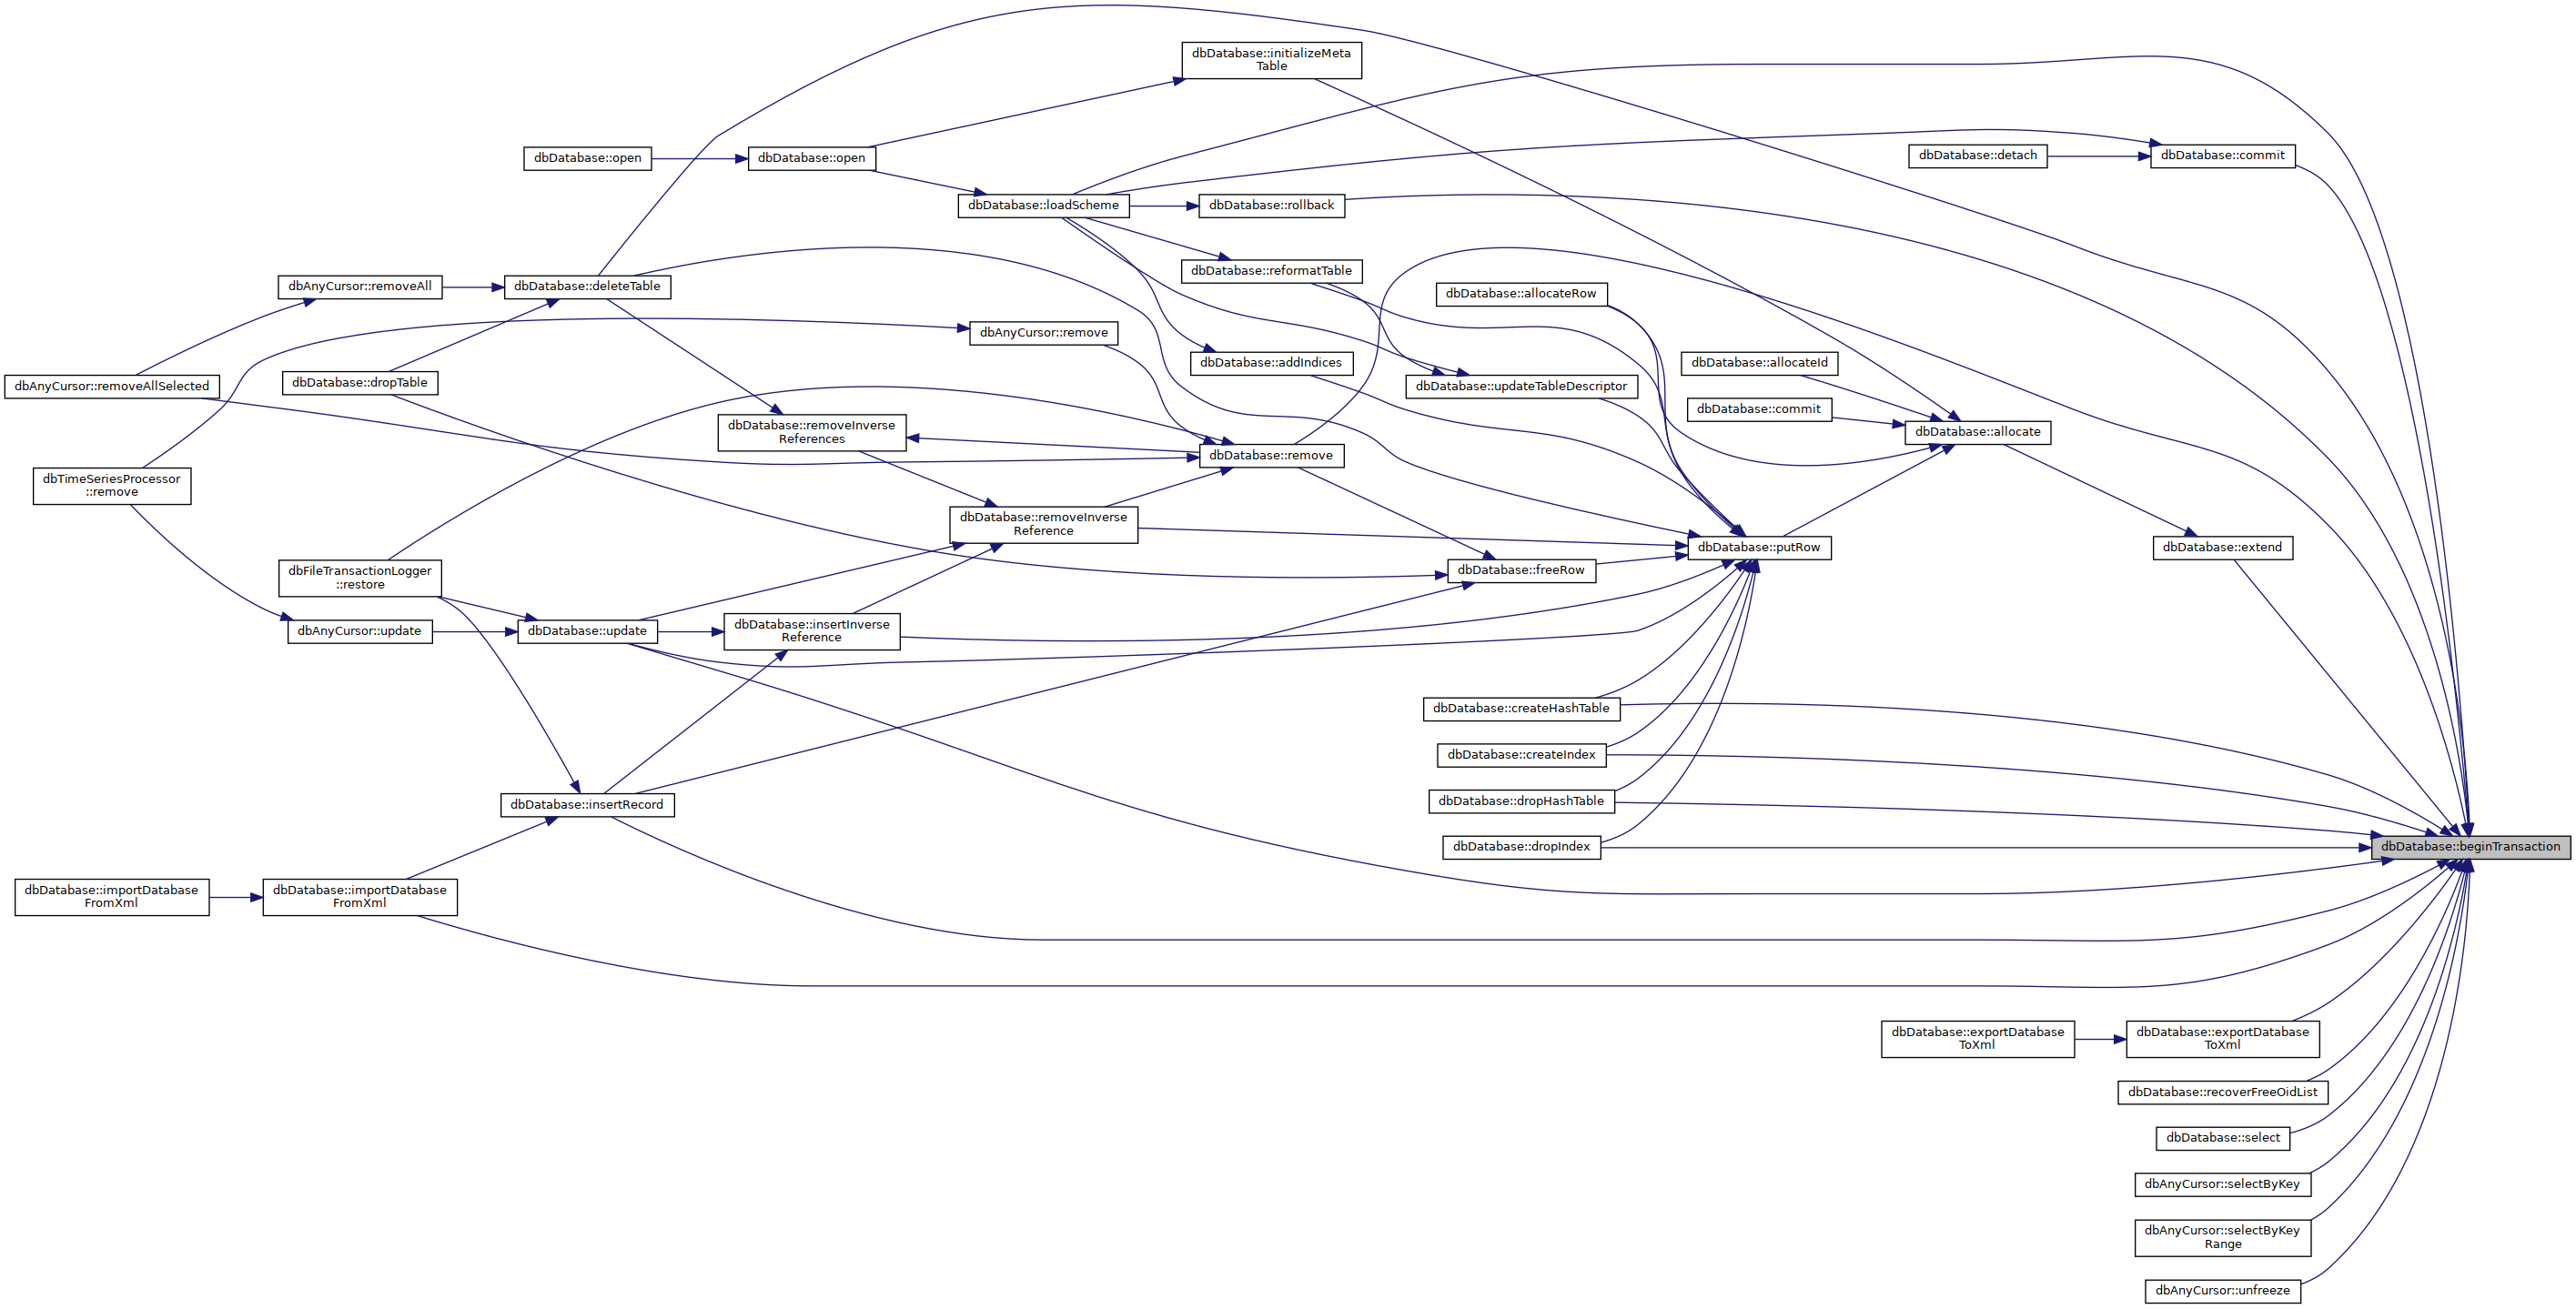 dbDatabase::initializeMeta
Table
dbDatabase::open
dbDatabase::open
dbDatabase::detach
dbDatabase::commit
dbDatabase::loadScheme
dbDatabase::rollback
dbDatabase::reformatTable
dbAnyCursor::removeAll
dbDatabase::deleteTable
dbDatabase::allocateRow
dbAnyCursor::remove
dbDatabase::addIndices
dbDatabase::allocateId
dbAnyCursor::removeAllSelected
dbDatabase::dropTable
dbDatabase::updateTableDescriptor
dbDatabase::commit
dbDatabase::removeInverse
References
dbDatabase::allocate
dbDatabase::remove
dbTimeSeriesProcessor
::remove
dbDatabase::removeInverse
Reference
dbDatabase::putRow
dbDatabase::extend
dbFileTransactionLogger
::restore
dbDatabase::freeRow
dbAnyCursor::update
dbDatabase::update
dbDatabase::insertInverse
Reference
dbDatabase::createHashTable
dbDatabase::createIndex
dbDatabase::dropHashTable
dbDatabase::insertRecord
dbDatabase::dropIndex
dbDatabase::beginTransaction
dbDatabase::importDatabase
FromXml
dbDatabase::importDatabase
FromXml
dbDatabase::exportDatabase
ToXml
dbDatabase::exportDatabase
ToXml
dbDatabase::recoverFreeOidList
dbDatabase::select
dbAnyCursor::selectByKey
dbAnyCursor::selectByKey
Range
dbAnyCursor::unfreeze